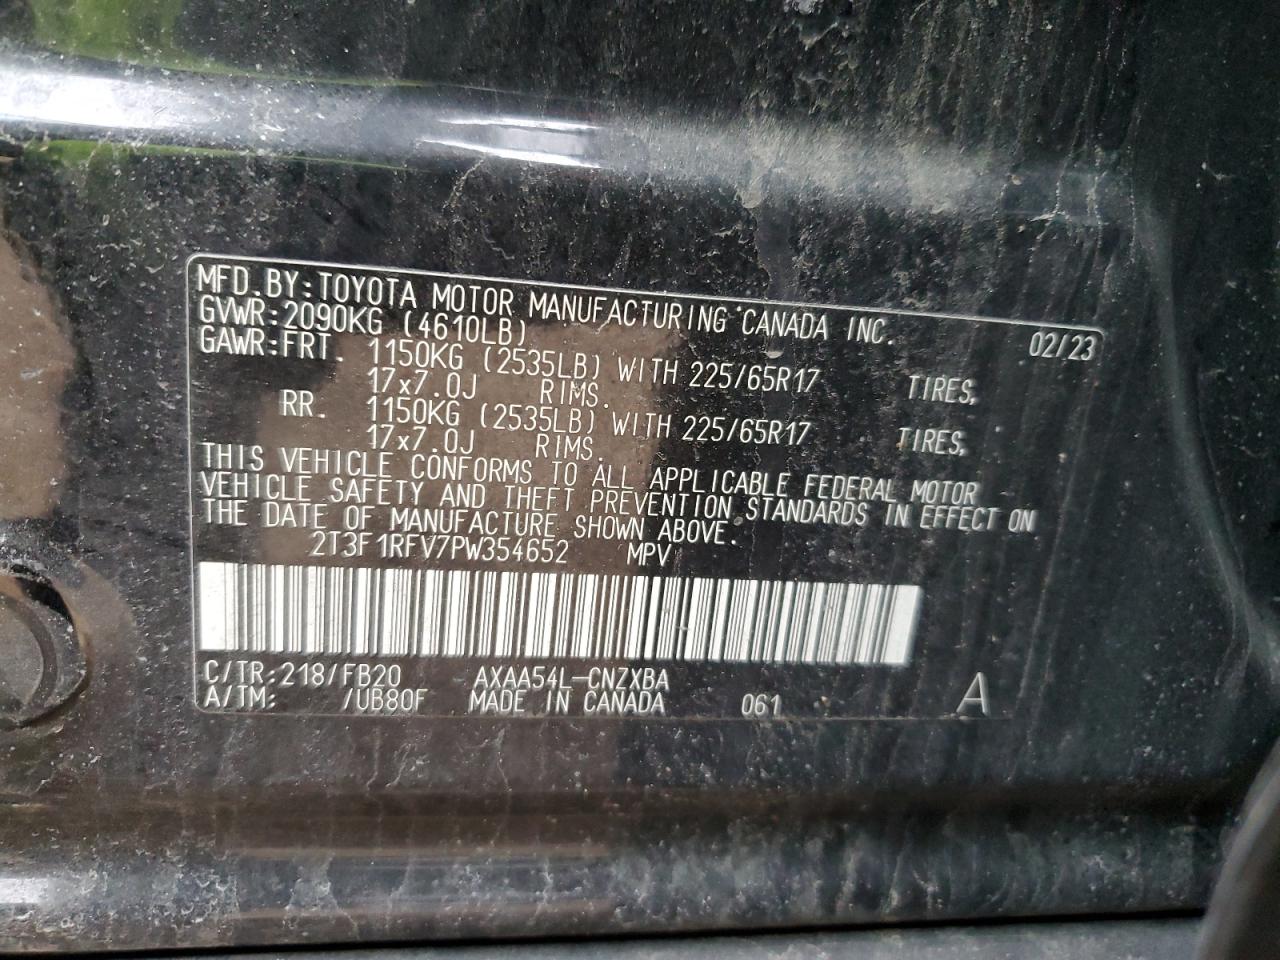 MFD.BY:TOYOTA MOTOR MANUFACTURING CANADA INC. 02/23
GVWR:2090KG (4610LB)
GAWR:FRT. 1150KG (2535LB) WITH 225/65R17 TIRES,
17x7.0J RIMS.
RR. 1150KG (2535LB) WITH 225/65R17 TIRES,
17x7.0J RIMS.
THIS VEHICLE CONFORMS TO ALL APPLICABLE FEDERAL MOTOR
VEHICLE SAFETY AND THEFT PREVENTION STANDARDS IN EFFECT ON
THE DATE OF MANUFACTURE SHOWN ABOVE.
2T3F1RFV7PW354652 MPV
C/TR:218/FB20 AXAA54L-CNZXBA
A/TM: /UB80F MADE IN CANADA 061 A